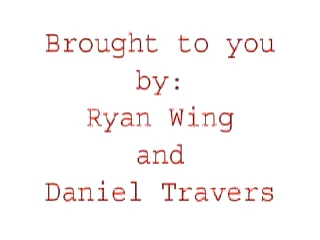 Brought to you
by:
Ryan Wing
and
Daniel Travers